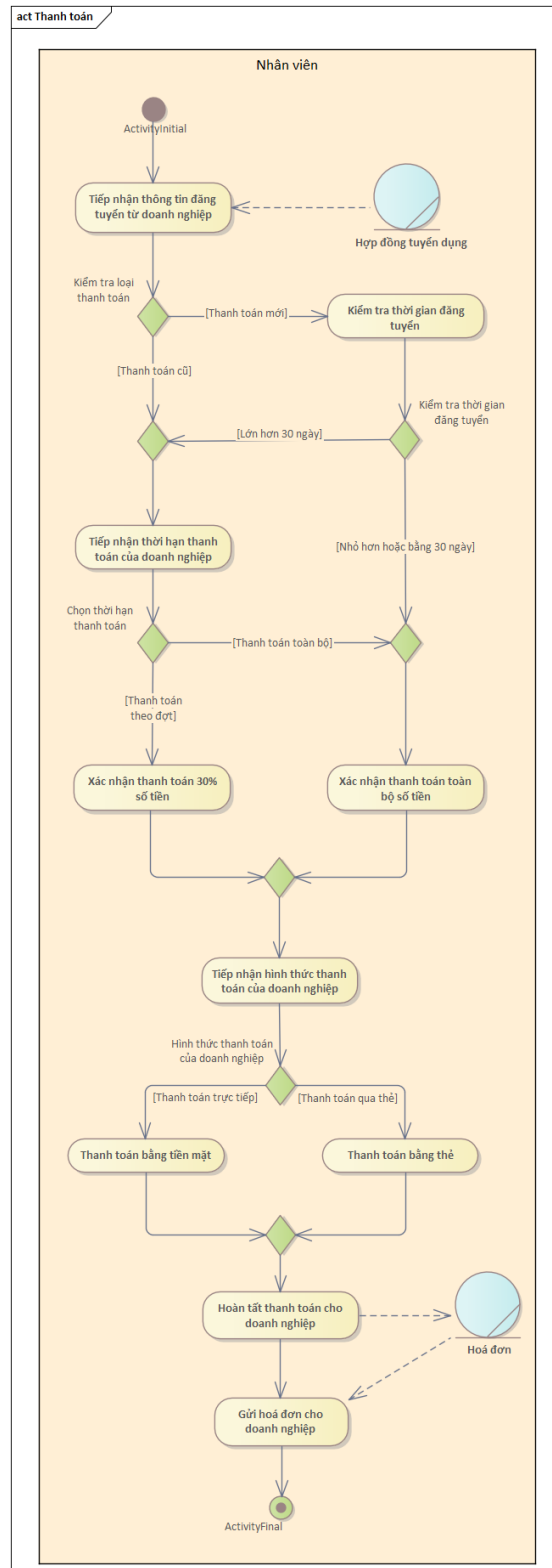 act Thanh toán
Nhân viên
ActivityInitial
Tiếp nhận thông tin đăng
tuyển từ doanh nghiệp
Hợp đồng tuyển dụng
Kiểm tra loại
thanh toán
[Thanh toán mới]
Kiểm tra thời gian đăng
tuyển
[Thanh toán cũ]
Kiểm tra thời gian
đăng tuyển
[Lớn hơn 30 ngày]
Tiếp nhận thời hạn thanh
toán của doanh nghiệp
[Nhỏ hơn hoặc bằng 30 ngày]
Chọn thời hạn
thanh toán
[Thanh toán toàn bộ]
[Thanh toán
theo đợt]
Xác nhận thanh toán 30%
số tiền
Xác nhận thanh toán toàn
bộ số tiền
Tiếp nhận hình thức thanh
toán của doanh nghiệp
Hình thức thanh toán
của doanh nghiệp
[Thanh toán trực tiếp]
[Thanh toán qua thẻ]
Thanh toán bằng tiền mặt
Thanh toán bằng thẻ
Hoàn tất thanh toán cho
doanh nghiệp
Hoá đơn
Gửi hoá đơn cho
doanh nghiệp
ActivityFinal